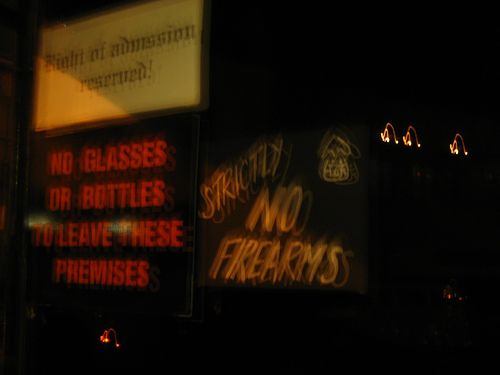 Right of admission
reserved!
NO GLASSES
OR BOTTLES
TO LEAVE THESE
PREMISES
STRICTLY
NO
FIREARMS